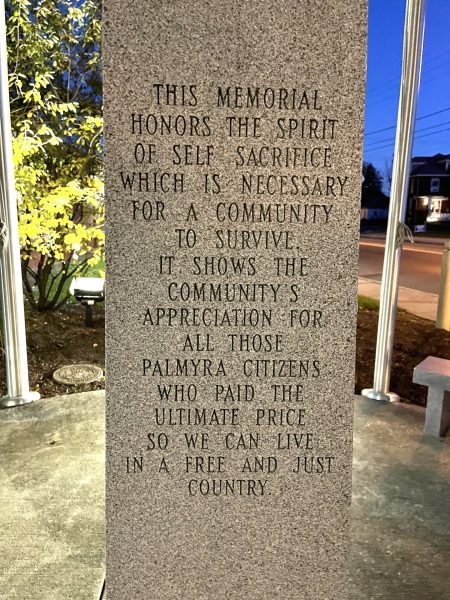 THIS MEMORIAL
HONORS THE SPIRIT
OF SELF SACRIFICE
WHICH IS NECESSARY
FOR A COMMUNITY
TO SURVIVE.
IT SHOWS THE
COMMUNITY'S
APPRECIATION FOR
ALL THOSE
PALMYRA CITIZENS
WHO PAID THE
ULTIMATE PRICE
SO WE CAN LIVE
IN A FREE AND JUST
COUNTRY.